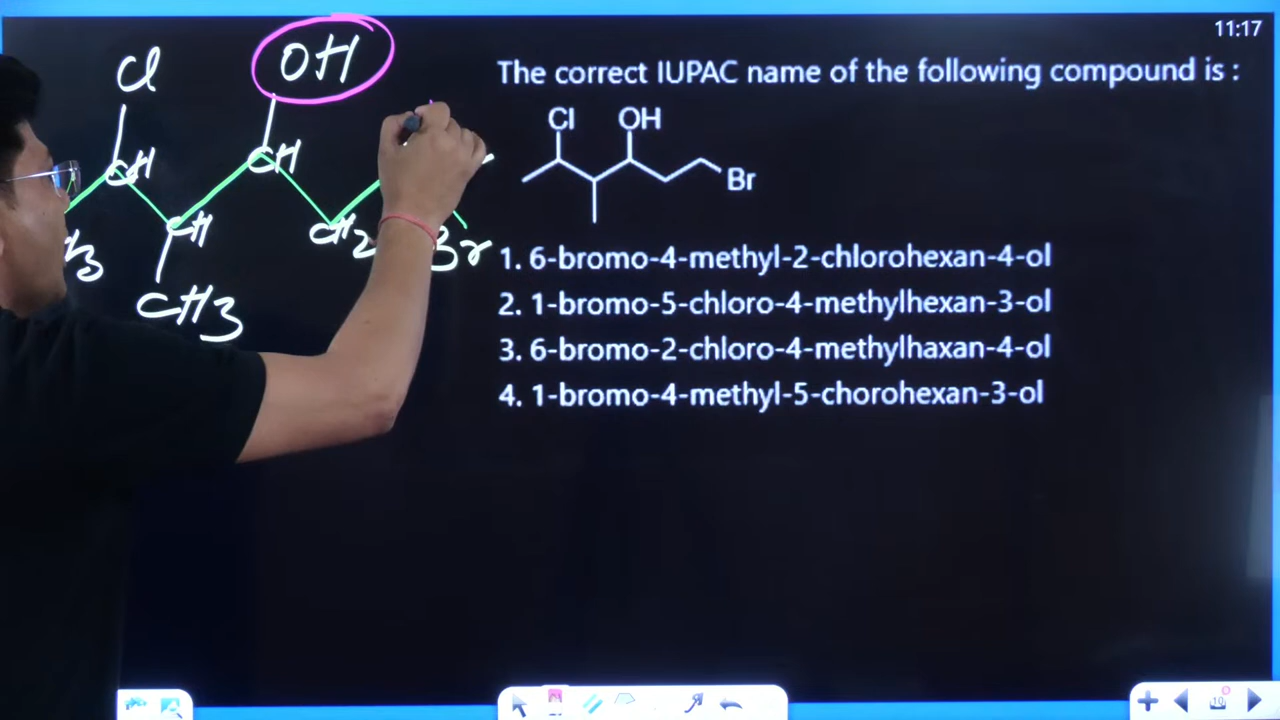 11:17
Cl
OH
CH
CH
CH
CH2
Br
H3
CH3
The correct IUPAC name of the following compound is :
Cl OH
Br
1. 6-bromo-4-methyl-2-chlorohexan-4-ol
2. 1-bromo-5-chloro-4-methylhexan-3-ol
3. 6-bromo-2-chloro-4-methylhaxan-4-ol
4. 1-bromo-4-methyl-5-chorohexan-3-ol
10